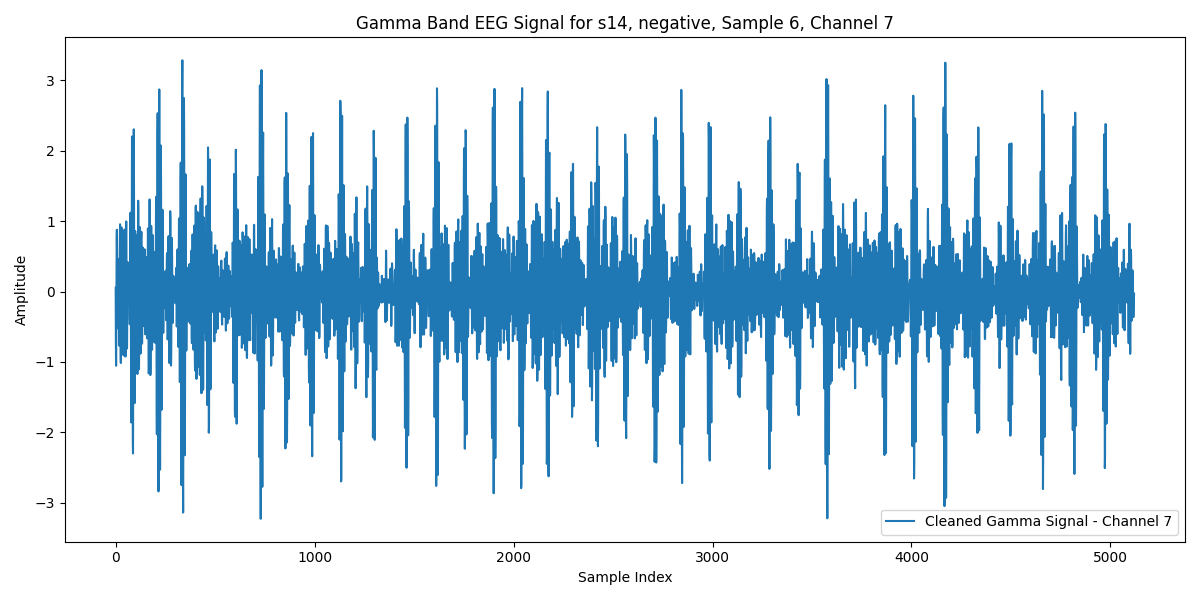 Gamma Band EEG Signal for s14, negative, Sample 6, Channel 7
3
2
1
0
−1
−2
−3
Amplitude
Cleaned Gamma Signal - Channel 7
0 1000 2000 3000 4000 5000
Sample Index